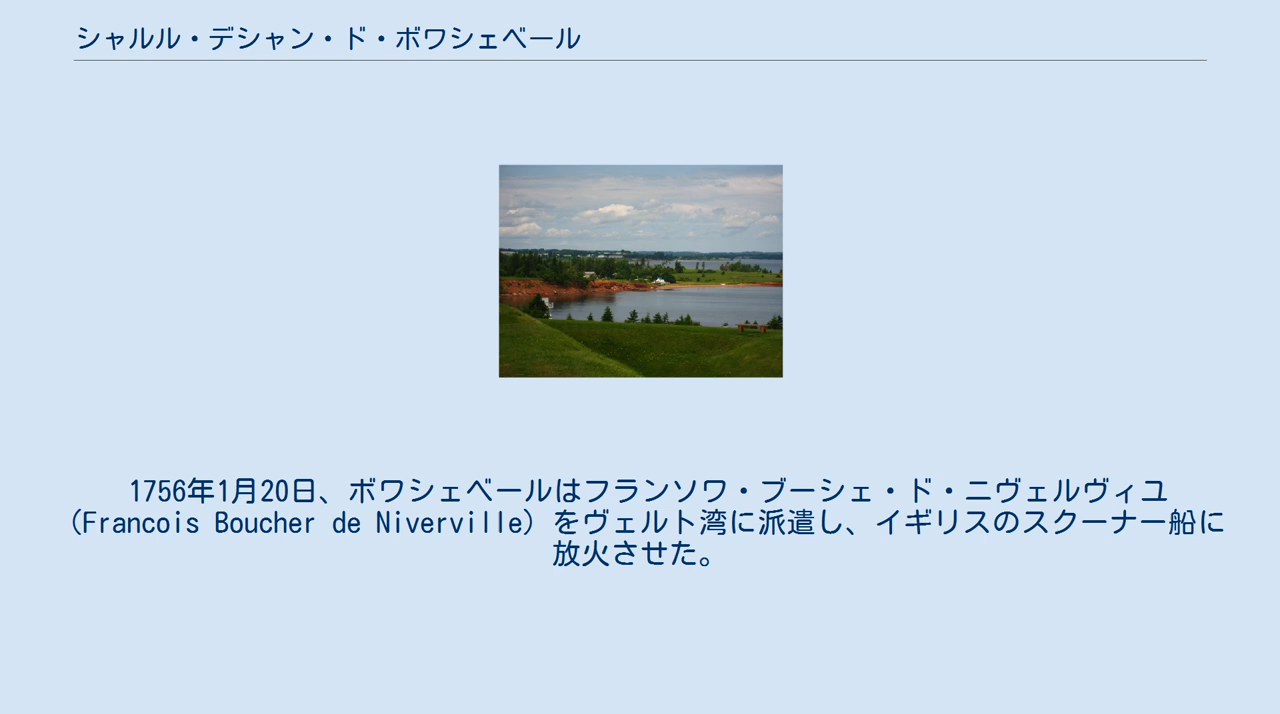 シャルル・デシャン・ド・ボワシェベール
1756年1月20日、ボワシェベールはフランソワ・ブーシェ・ド・ニヴェルヴィユ
(Francois Boucher de Niverville) をヴェルト湾に派遣し、イギリスのスクーナー船に
放火させた。